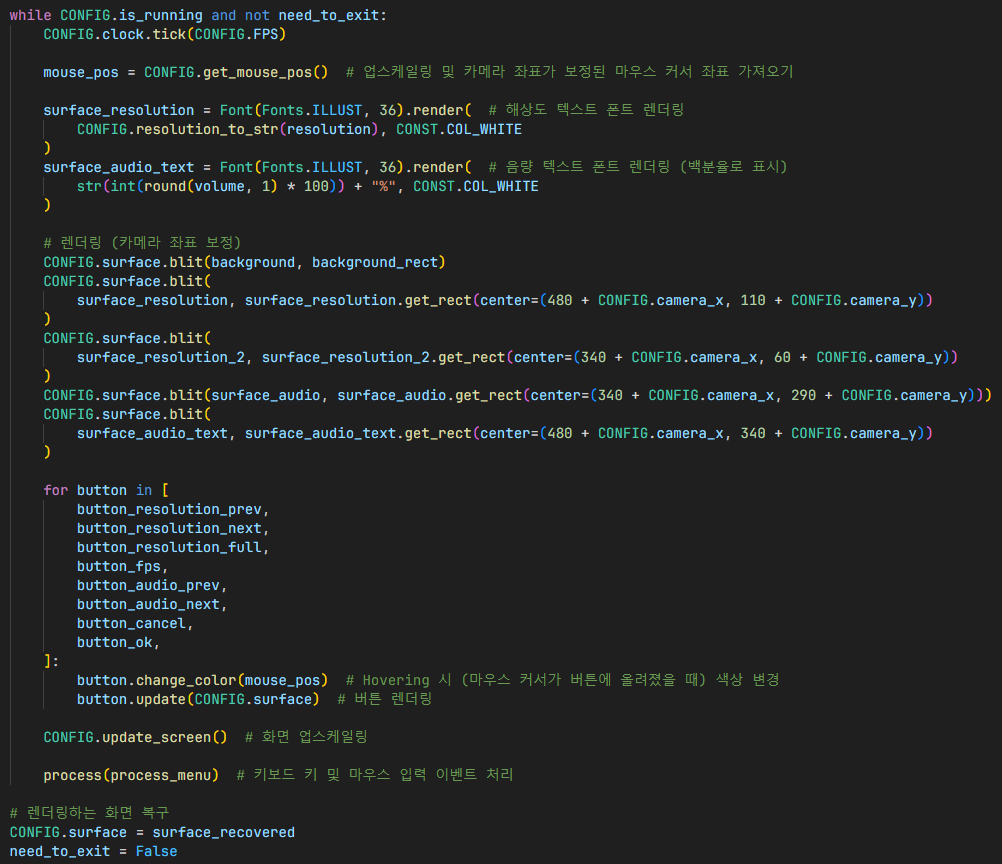 while CONFIG.is_running and not need_to_exit:
    CONFIG.clock.tick(CONFIG.FPS)

    mouse_pos = CONFIG.get_mouse_pos()  # 업스케일링 및 카메라 좌표가 보정된 마우스 커서 좌표 가져오기

    surface_resolution = Font(Fonts.ILLUST, 36).render(  # 해상도 텍스트 폰트 렌더링
        CONFIG.resolution_to_str(resolution), CONST.COL_WHITE
    )
    surface_audio_text = Font(Fonts.ILLUST, 36).render(  # 음량 텍스트 폰트 렌더링 (백분율로 표시)
        str(int(round(volume, 1) * 100)) + "%", CONST.COL_WHITE
    )

    # 렌더링 (카메라 좌표 보정)
    CONFIG.surface.blit(background, background_rect)
    CONFIG.surface.blit(
        surface_resolution, surface_resolution.get_rect(center=(480 + CONFIG.camera_x, 110 + CONFIG.camera_y))
    )
    CONFIG.surface.blit(
        surface_resolution_2, surface_resolution_2.get_rect(center=(340 + CONFIG.camera_x, 60 + CONFIG.camera_y))
    )
    CONFIG.surface.blit(surface_audio, surface_audio.get_rect(center=(340 + CONFIG.camera_x, 290 + CONFIG.camera_y)))
    CONFIG.surface.blit(
        surface_audio_text, surface_audio_text.get_rect(center=(480 + CONFIG.camera_x, 340 + CONFIG.camera_y))
    )

    for button in [
        button_resolution_prev,
        button_resolution_next,
        button_resolution_full,
        button_fps,
        button_audio_prev,
        button_audio_next,
        button_cancel,
        button_ok,
    ]:
        button.change_color(mouse_pos)  # Hovering 시 (마우스 커서가 버튼에 올려졌을 때) 색상 변경
        button.update(CONFIG.surface)  # 버튼 렌더링

    CONFIG.update_screen()  # 화면 업스케일링

    process(process_menu)  # 키보드 키 및 마우스 입력 이벤트 처리

# 렌더링하는 화면 복구
CONFIG.surface = surface_recovered
need_to_exit = False